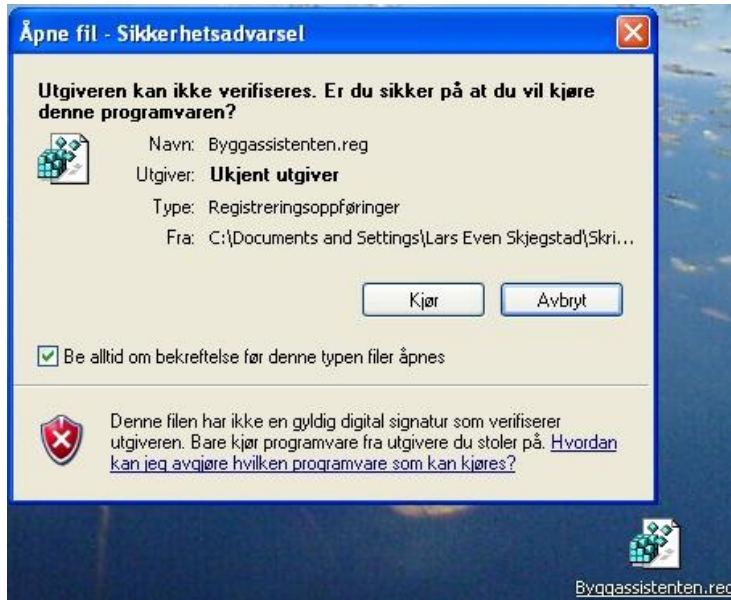 Åpne fil - Sikkerhetsadvarsel
Utgiveren kan ikke verifiseres. Er du sikker på at du vil kjøre
denne programvaren?
Navn: Byggassistenten.reg
Utgiver: Ukjent utgiver
Type: Registreringsoppføringer
Fra: C:\Documents and Settings\Lars Even Skjegstad\Skri...
Kjør Avbryt
Be alltid om bekreftelse før denne typen filer åpnes
Denne filen har ikke en gyldig digital signatur som verifiserer
utgiveren. Bare kjør programvare fra utgivere du stoler på. Hvordan
kan jeg avgjøre hvilken programvare som kan kjøres?
Byggassistenten.reg